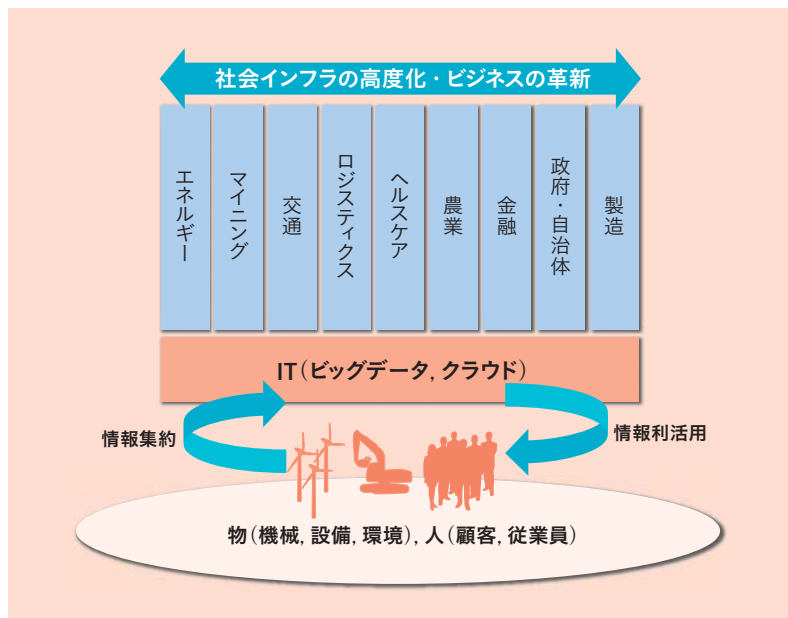 社会インフラの高度化・ビジネスの革新
エネルギー
マイニング
交通
ロジスティクス
ヘルスケア
農業
金融
政府・自治体
製造
IT(ビッグデータ, クラウド)
情報集約
情報利活用
物(機械, 設備, 環境), 人(顧客, 従業員)